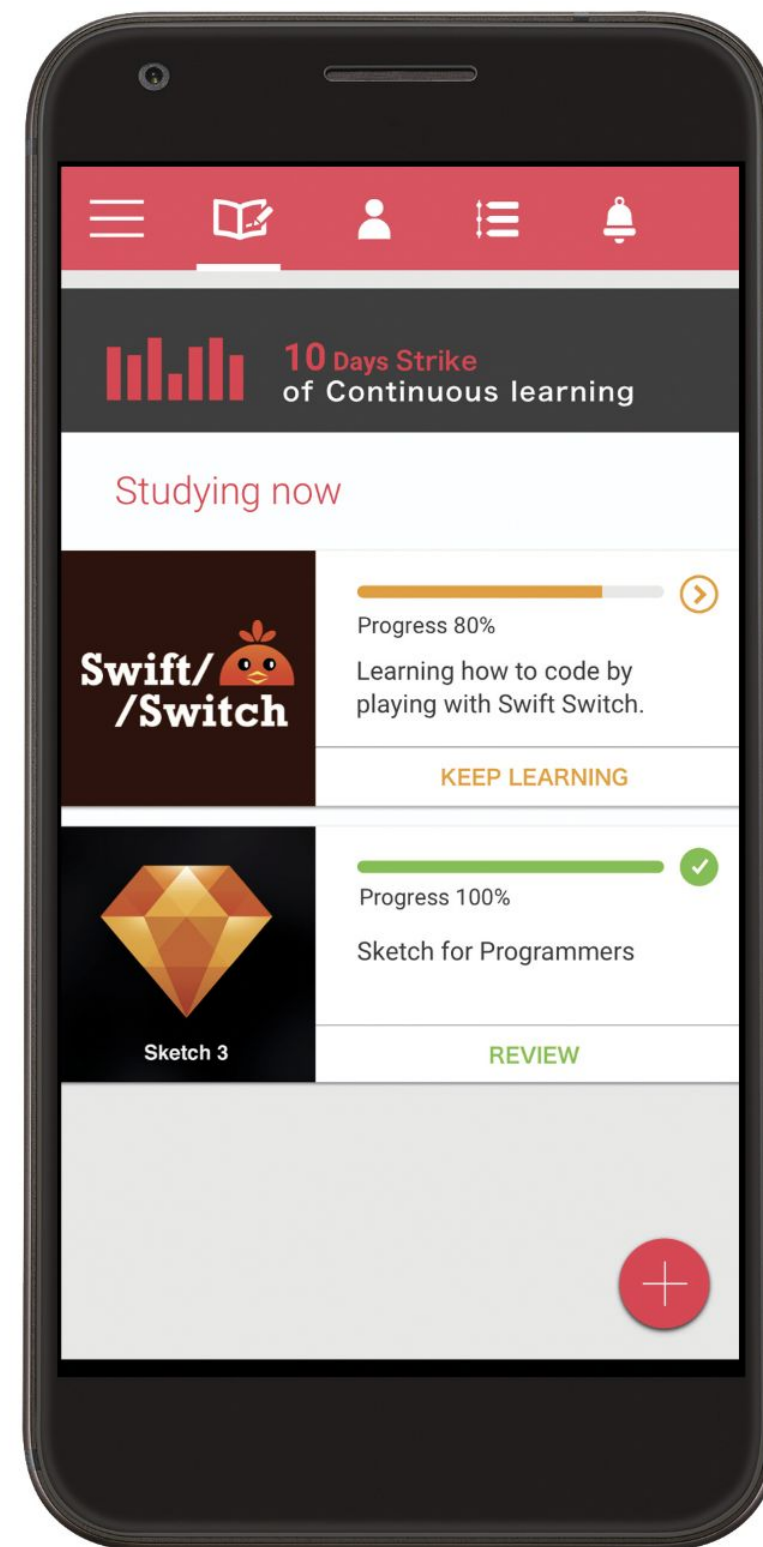 10 Days Strike
of Continuous learning
Studying now
Swift/
/Switch
Progress 80%
Learning how to code by
playing with Swift Switch.
KEEP LEARNING
Sketch 3
Progress 100%
Sketch for Programmers
REVIEW